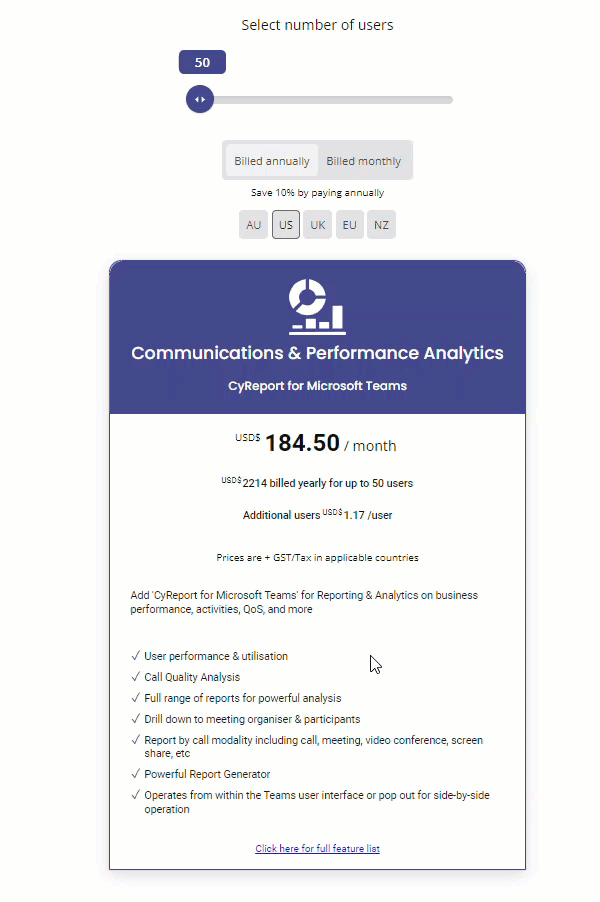 Select number of users
50
Billed annually Billed monthly
Save 10% by paying annually
AU US UK EU NZ
Communications & Performance Analytics
CyReport for Microsoft Teams
USD$ 184.50 / month
USD$2214 billed yearly for up to 50 users
Additional users USD$1.17 /user
Prices are + GST/Tax in applicable countries
Add 'CyReport for Microsoft Teams' for Reporting & Analytics on business
performance, activities, QoS, and more
✓ User performance & utilisation
✓ Call Quality Analysis
✓ Full range of reports for powerful analysis
✓ Drill down to meeting organiser & participants
✓ Report by call modality including call, meeting, video conference, screen
share, etc
✓ Powerful Report Generator
✓ Operates from within the Teams user interface or pop out for side-by-side
operation
Click here for full feature list